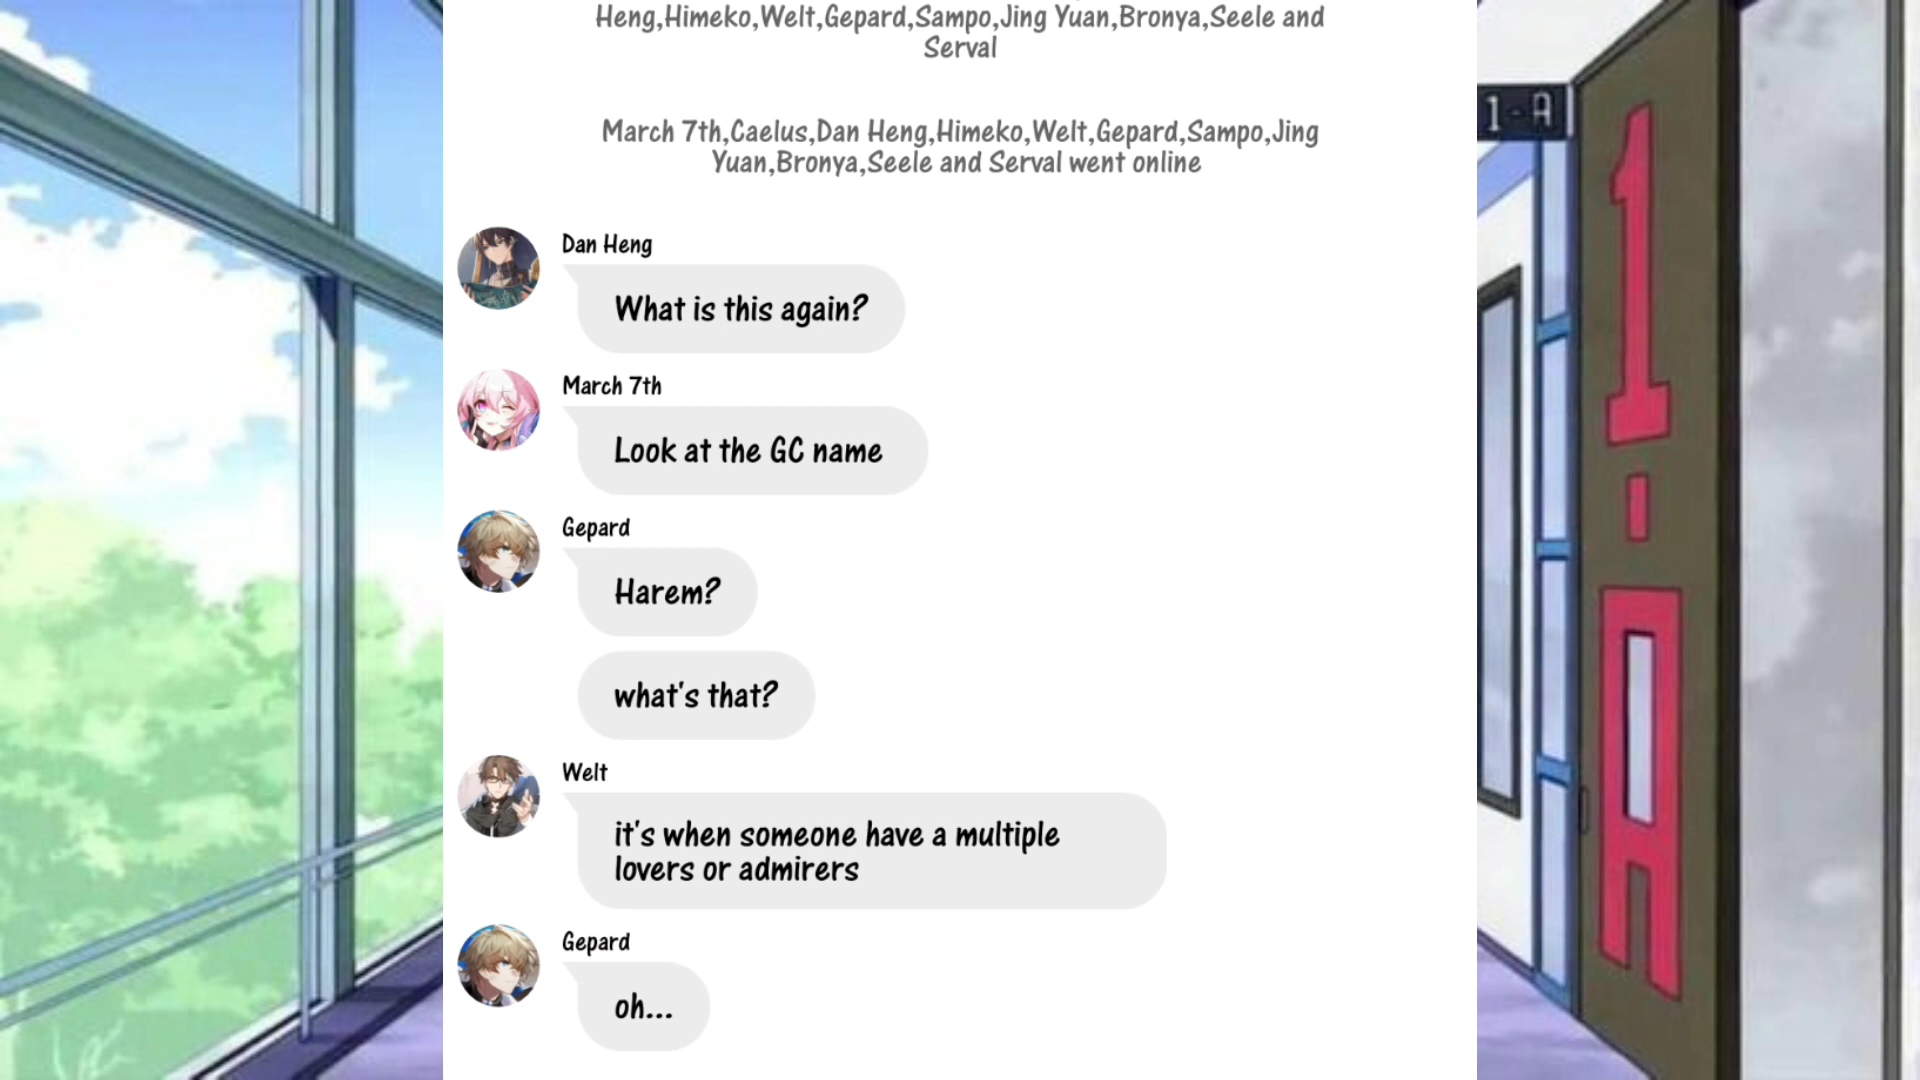 Heng,Himeko,Welt,Gepard,Sampo,Jing Yuan,Bronya,Seele and
Serval
March 7th,Caelus,Dan Heng,Himeko,Welt,Gepard,Sampo,Jing
Yuan,Bronya,Seele and Serval went online
Dan Heng
What is this again?
March 7th
Look at the GC name
Gepard
Harem?
what's that?
Welt
it's when someone have a multiple
lovers or admirers
Gepard
oh...
1-A
1-A